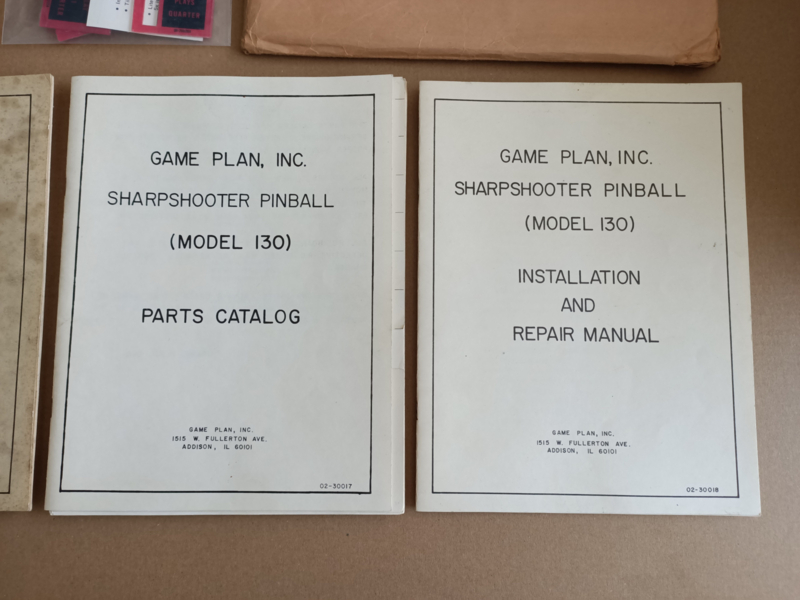 PLAYS
QUARTER
GAME PLAN, INC.
SHARPSHOOTER PINBALL
(MODEL 130)
PARTS CATALOG
GAME PLAN, INC.
1515 W. FULLERTON AVE.
ADDISON, IL 60101
02-30017
GAME PLAN, INC.
SHARPSHOOTER PINBALL
(MODEL 130)
INSTALLATION
AND
REPAIR MANUAL
GAME PLAN, INC.
1515 W. FULLERTON AVE.
ADDISON, IL 60101
02-30018